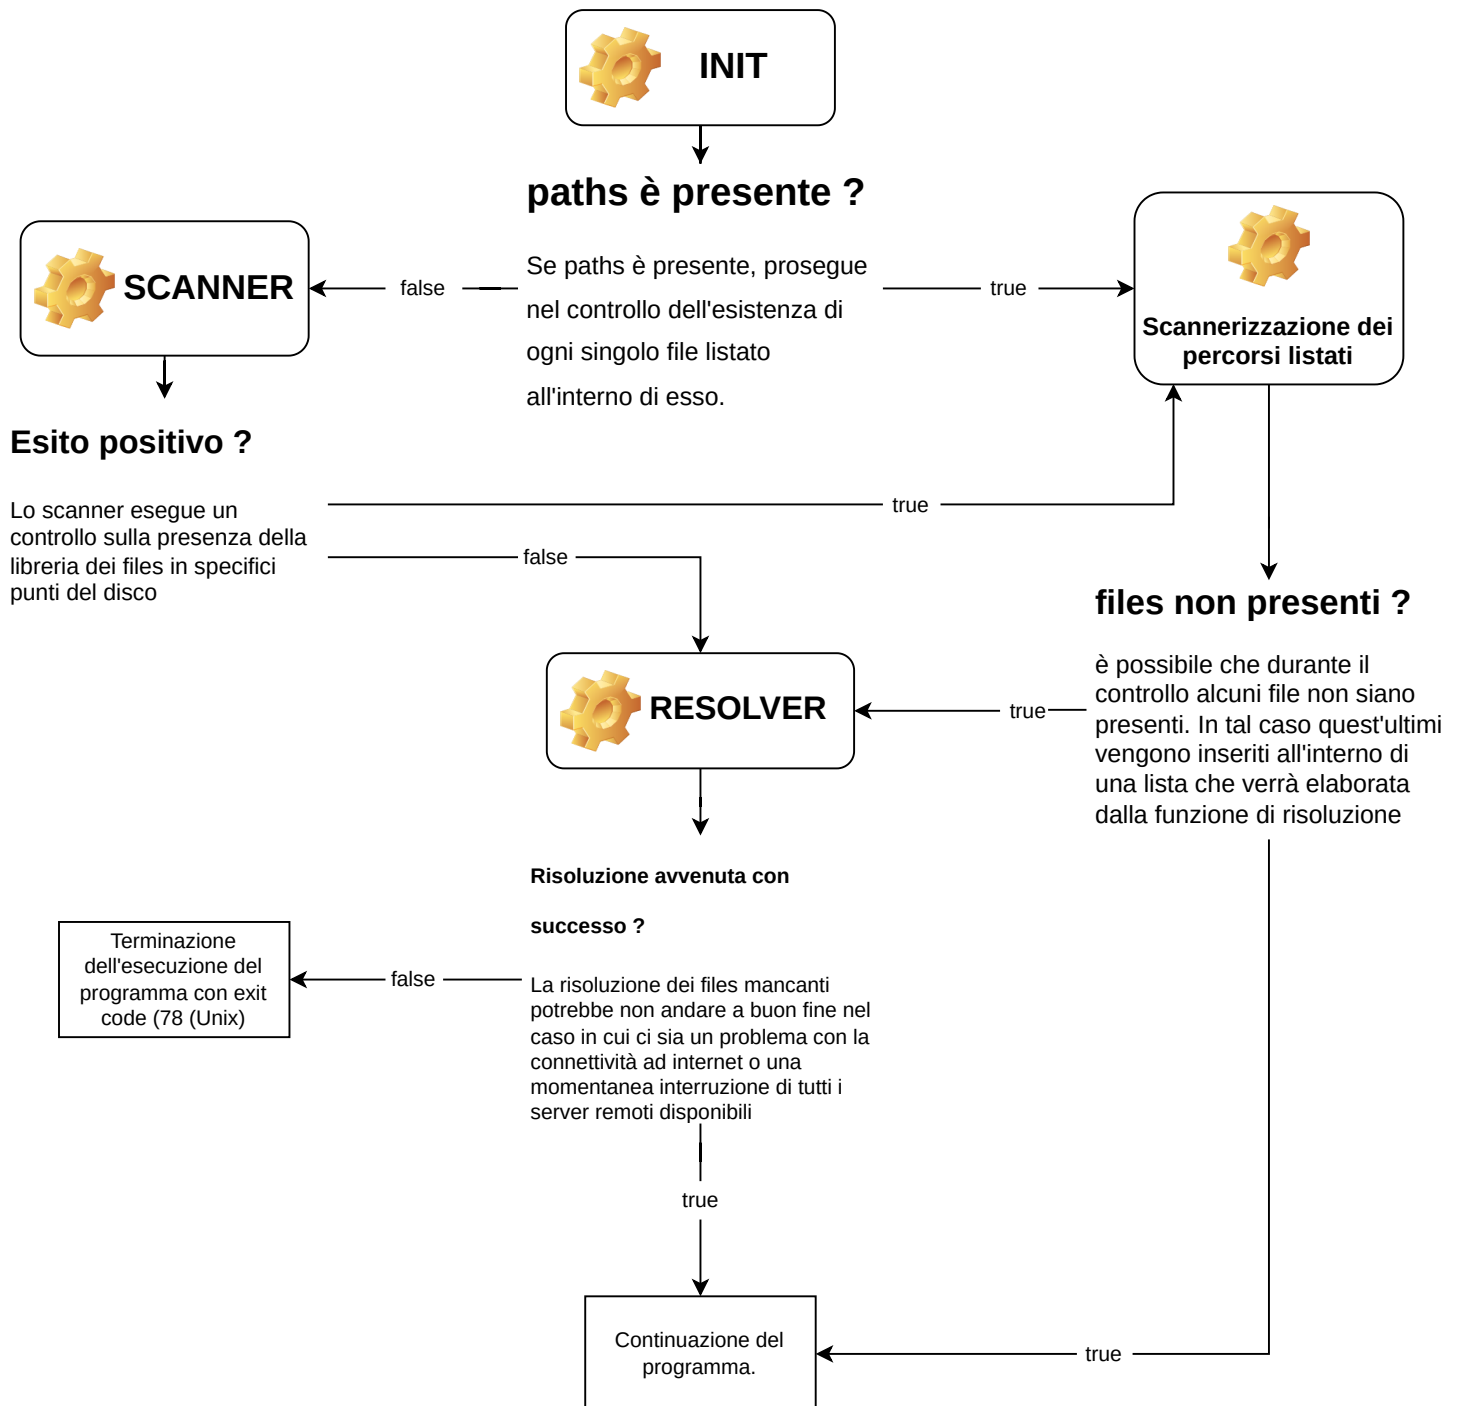 INIT
paths è presente ?
SCANNER
false
Se paths è presente, prosegue
nel controllo dell'esistenza di
ogni singolo file listato
all'interno di esso.
true
Scannerizzazione dei
percorsi listati
Esito positivo ?
Lo scanner esegue un
controllo sulla presenza della
libreria dei files in specifici
punti del disco
true
false
files non presenti ?
è possibile che durante il
controllo alcuni file non siano
presenti. In tal caso quest'ultimi
vengono inseriti all'interno di
una lista che verrà elaborata
dalla funzione di risoluzione
true
RESOLVER
Risoluzione avvenuta con
successo ?
La risoluzione dei files mancanti
potrebbe non andare a buon fine nel
caso in cui ci sia un problema con la
connettività ad internet o una
momentanea interruzione di tutti i
server remoti disponibili
false
Terminazione
dell'esecuzione del
programma con exit
code (78 (Unix)
true
Continuazione del
programma.
true